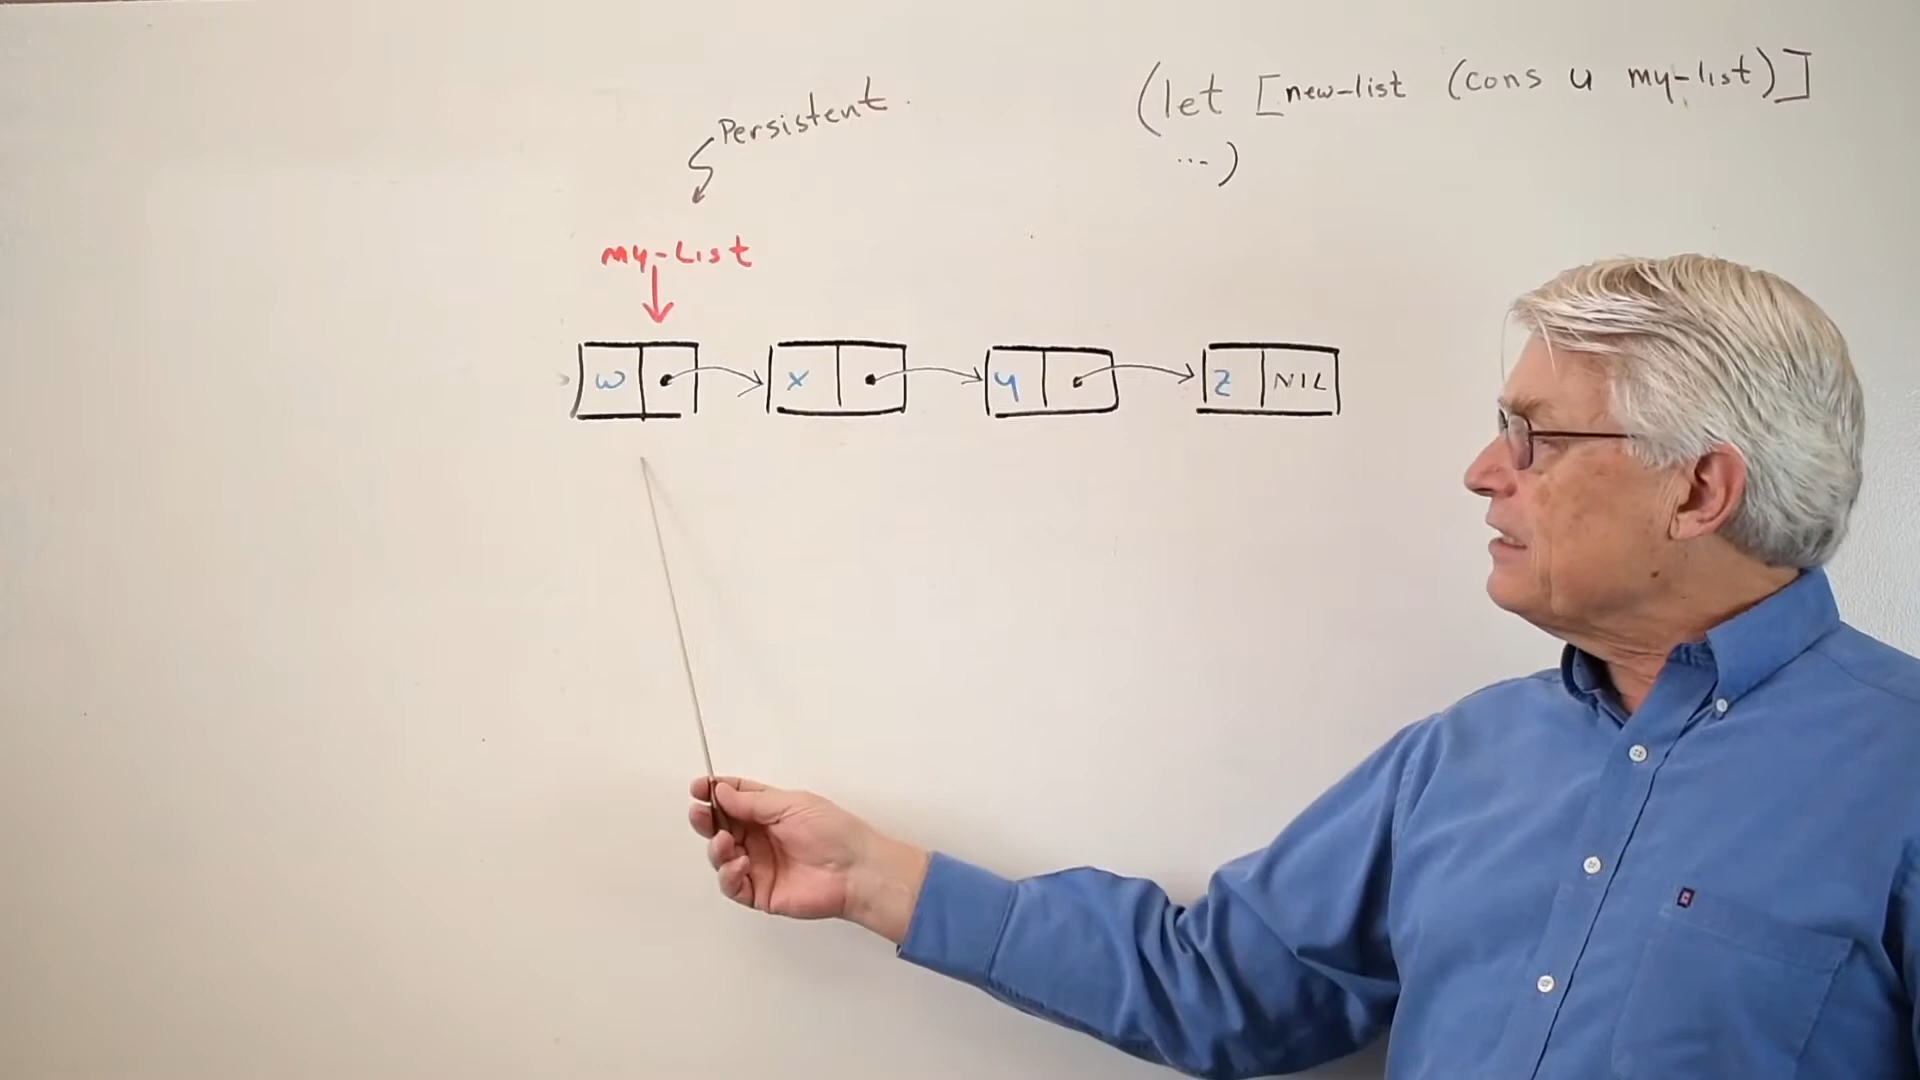 Persistent.
(let [new-list (cons u my-list)]
...)
my-List
w
x
y
z NIL